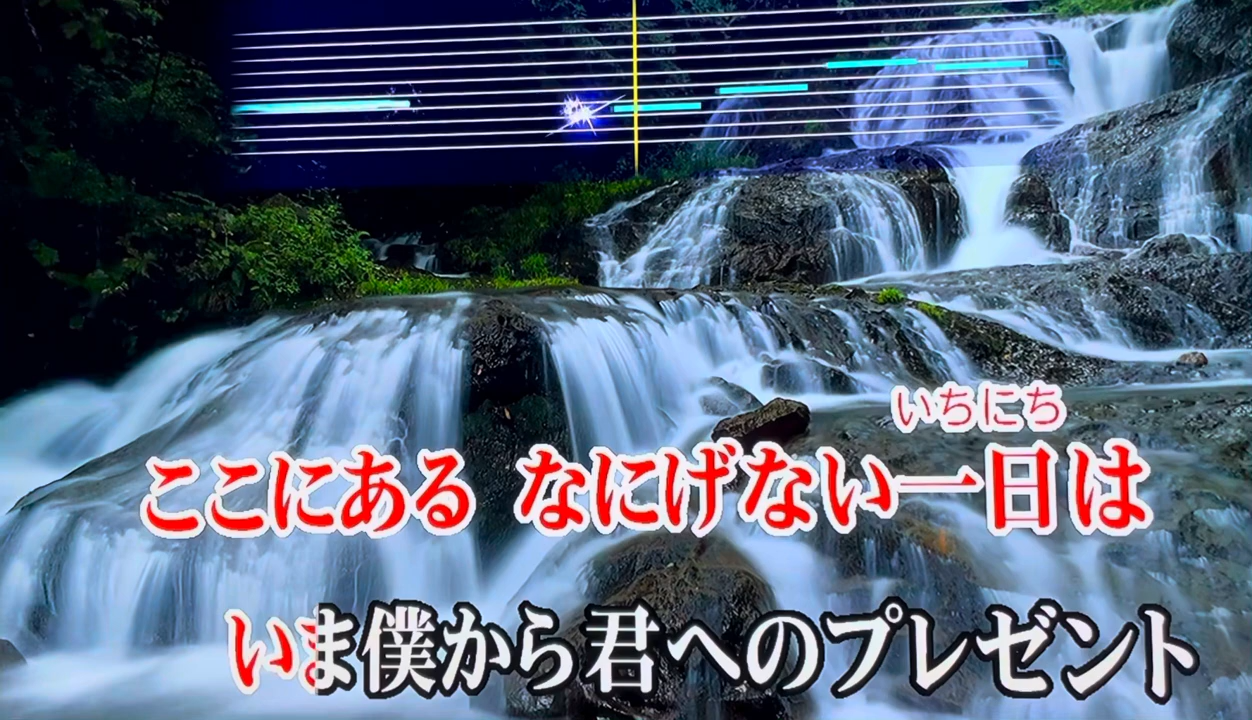 いちにち
ここにある なにげない一日は
いま僕から君へのプレゼント